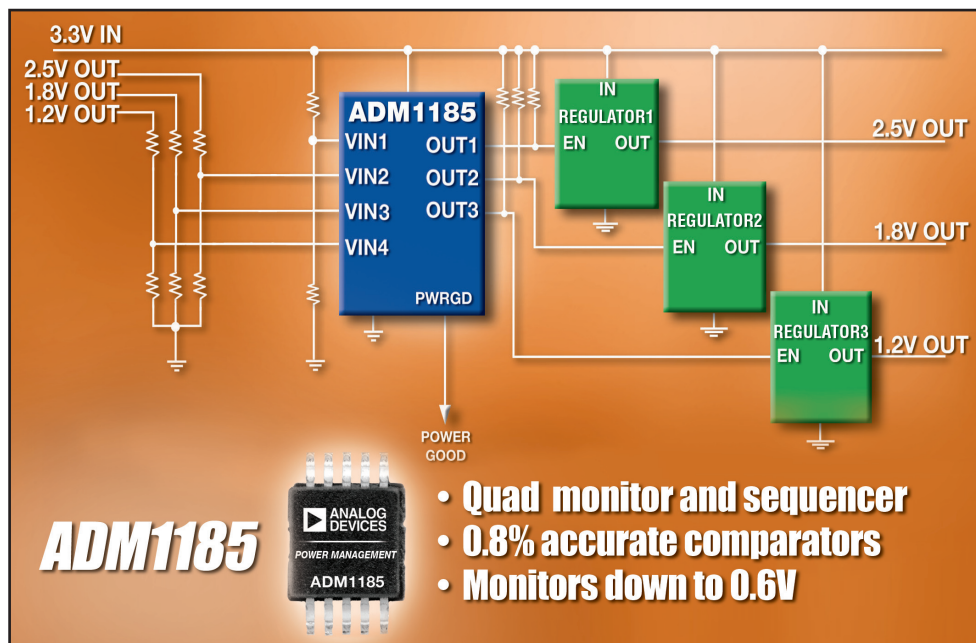 3.3V IN
2.5V OUT
1.8V OUT
1.2V OUT
ADM1185
VIN1
OUT1
VIN2
OUT2
VIN3
OUT3
VIN4
PWRGD
POWER
GOOD
IN
REGULATOR1
EN OUT
2.5V OUT
IN
REGULATOR2
EN OUT
1.8V OUT
IN
REGULATOR3
EN OUT
1.2V OUT
ADM1185
ANALOG
DEVICES
POWER MANAGEMENT
ADM1185
• Quad monitor and sequencer
• 0.8% accurate comparators
• Monitors down to 0.6V